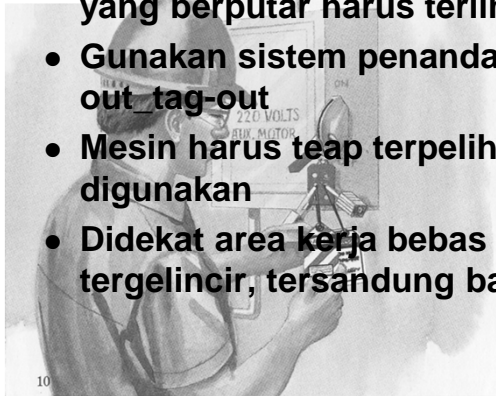 yang berputar harus terlin
• Gunakan sistem penanda
out_tag-out
220 VOLTS
AUX. MOTOR
ON
• Mesin harus teap terpelih
digunakan
• Didekat area kerja bebas
tergelincir, tersandung ba
10